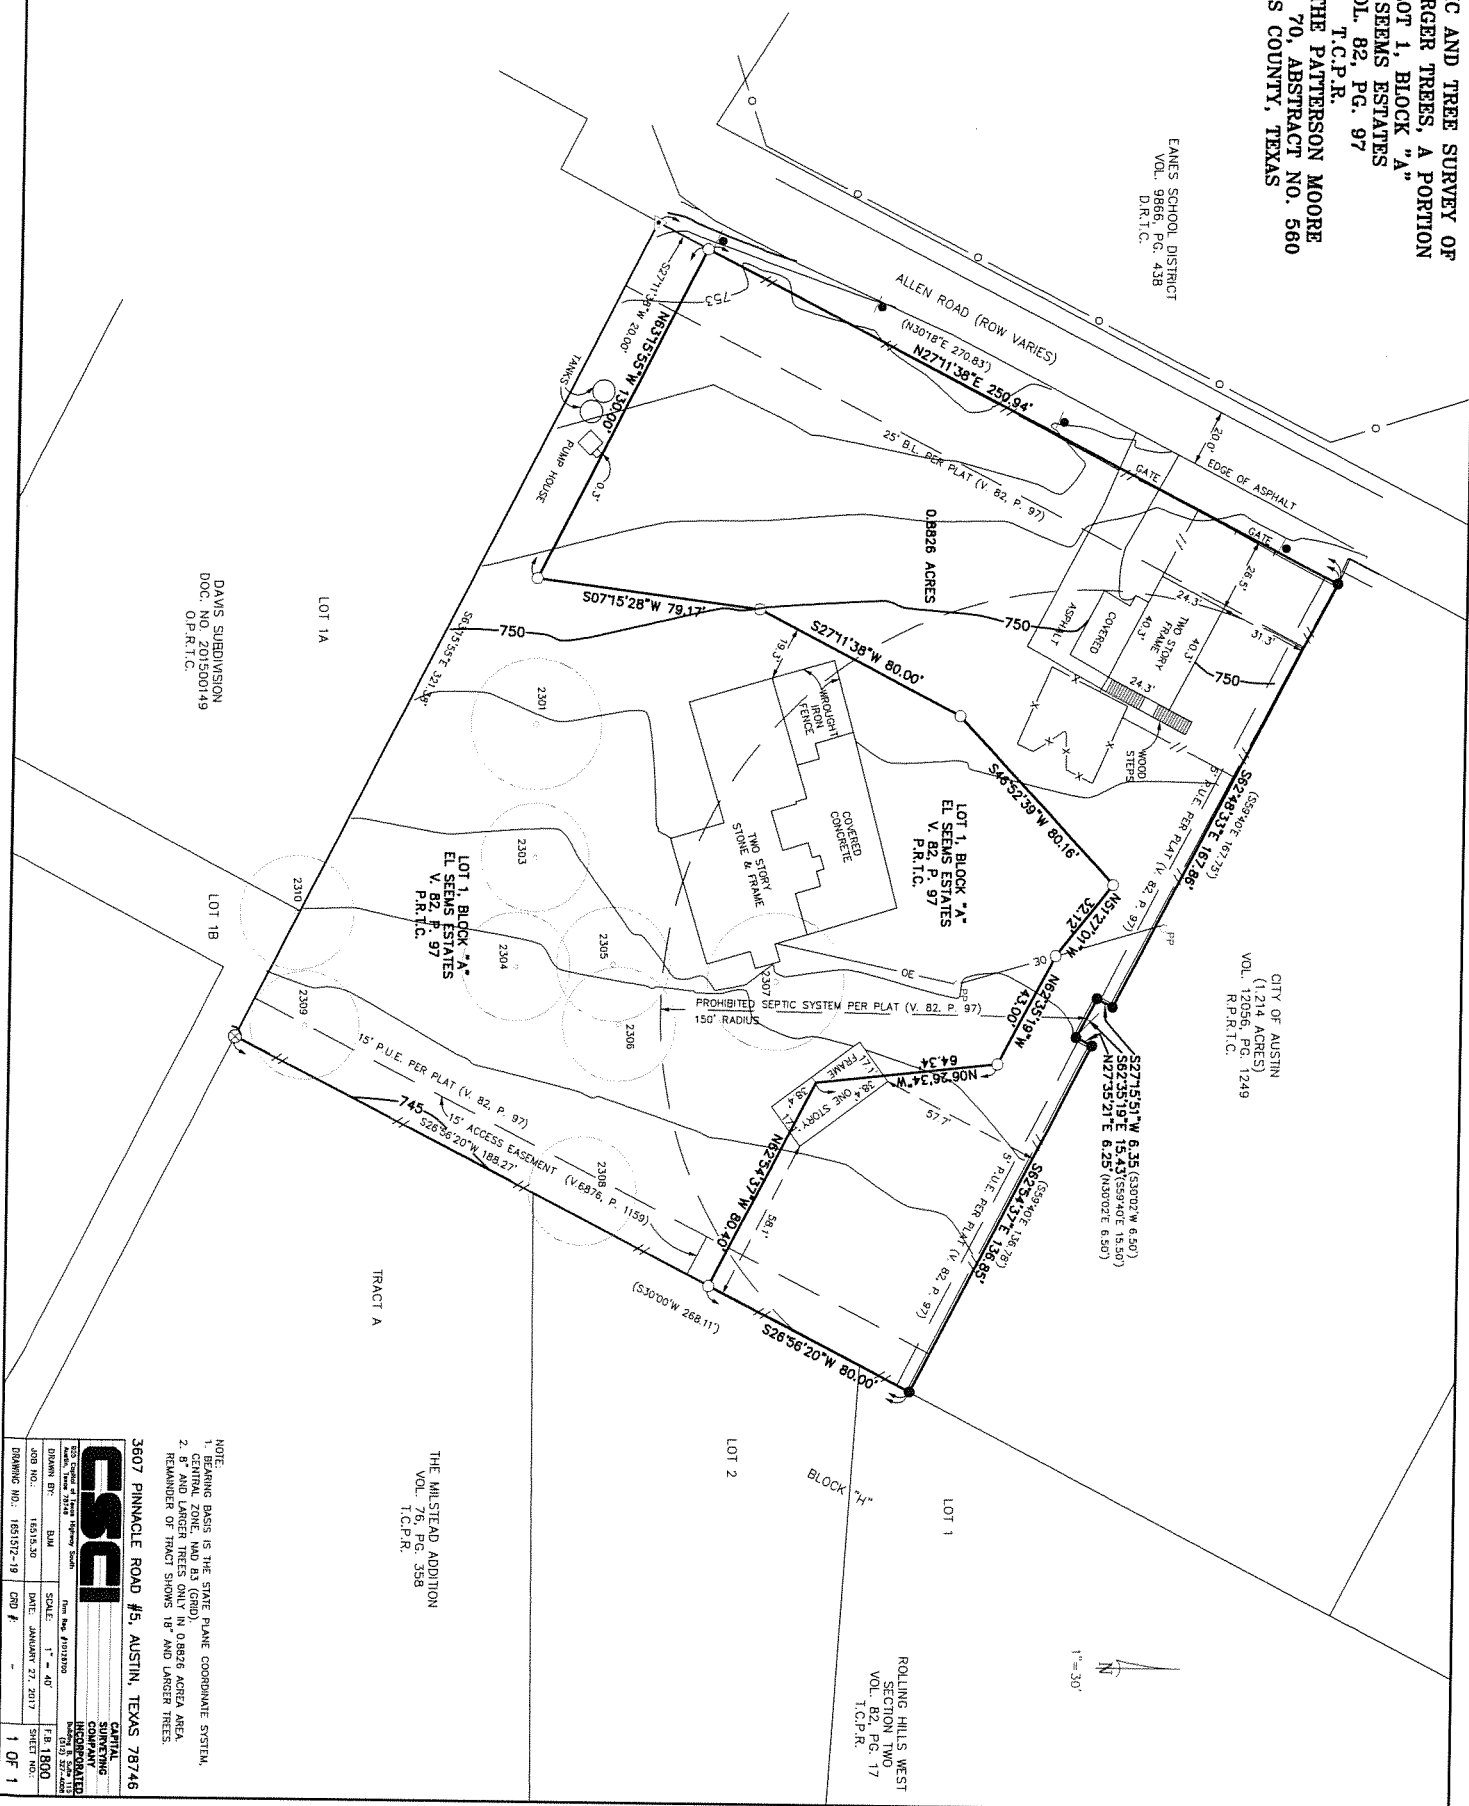 C AND TREE SURVEY OF
RGER TREES, A PORTION
OT 1, BLOCK "A"
SEEMS ESTATES
OL. 82, PG. 97
T.C.P.R.
THE PATTERSON MOORE
70, ABSTRACT NO. 560
S COUNTY, TEXAS
EANES SCHOOL DISTRICT
VOL. 9866, PG. 438
D.R.T.C.
ALLEN ROAD (ROW VARIES)
(N30°18'E 270.83')
N27°11'38"E 250.94'
20.0'
EDGE OF ASPHALT
GATE
GATE
25' B.L. PER PLAT (V. 82, P. 97)
753
S27°11'38"W 20.00'
N63°15'55"W 130.00'
TANKS
PUMP HOUSE
0.3'
0.8826 ACRES
26.5'
24.3'
31.3'
TWO STORY
FRAME
40.3'
40.3'
COVERED
ASPHALT
24.3'
750
750
750
WOOD
STEPS
S07°15'28"W 79.17'
S27°11'38"W 80.00'
19.3'
S46°52'39"W 80.16'
5' P.U.E. PER PLAT (V. 82, P. 97)
S62°48'33"E 167.86'
(S59°40'E 167.75')
CITY OF AUSTIN
(1.214 ACRES)
VOL. 12056, PG. 1249
R.P.R.T.C.
WROUGHT
IRON
FENCE
COVERED
CONCRETE
TWO STORY
STONE & FRAME
LOT 1, BLOCK "A"
EL SEEMS ESTATES
V. 82, P. 97
P.R.T.C.
LOT 1, BLOCK "A"
EL SEEMS ESTATES
V. 82, P. 97
P.R.T.C.
N51°27'01"W
32.12'
PP
OE
OE
PP
N62°35'19"W
43.00'
S27°15'51"W 6.35 (S30°02'W 6.50')
S62°35'19"E 15.43' (S59°40'E 15.50')
N27°35'21"E 6.25' (N30°02'E 6.50')
PROHIBITED SEPTIC SYSTEM PER PLAT (V. 82, P. 97)
150' RADIUS
N06°26'34"W
64.34'
17.1'
FRAME
38.4'
ONE STORY
38.4'
57.7'
N62°54'37"W 80.40'
58.1'
5' P.U.E. PER PLAT (V. 82, P. 97)
S62°54'37"E 136.85'
(S59°40'E 136.78')
S26°56'20"W 80.00'
(S30°00'W 268.11')
S63°15'55"E 321.38'
2301
2303
2304
2305
2306
2307
2308
2309
2310
15' P.U.E. PER PLAT (V. 82, P. 97)
745
15' ACCESS EASEMENT (V.6876, P. 1159)
S26°56'20"W 188.27'
LOT 1A
DAVIS SUBDIVISION
DOC. NO. 201500149
O.P.R.T.C.
LOT 1B
TRACT A
THE MILSTEAD ADDITION
VOL. 76, PG. 358
T.C.P.R.
LOT 2
BLOCK "H"
LOT 1
ROLLING HILLS WEST
SECTION TWO
VOL. 82, PG. 17
T.C.P.R.
N
1"=30'
NOTE:
1. BEARING BASIS IS THE STATE PLANE COORDINATE SYSTEM,
CENTRAL ZONE, NAD 83 (GRID).
2. 8" AND LARGER TREES ONLY IN 0.8826 ACREA AREA.
REMAINDER OF TRACT SHOWS 18" AND LARGER TREES.
3607 PINNACLE ROAD #5, AUSTIN, TEXAS 78746
CSCI
CAPITAL
SURVEYING
COMPANY
INCORPORATED
925 Capital of Texas Highway South
Building B, Suite 115
Austin, Texas 78746
Firm Reg. #10128700
DRAWN BY: BJM
SCALE: 1" = 40'
F.B. 1800
JOB NO.: 16515.30
DATE: JANUARY 27, 2017
SHEET NO.:
DRAWING NO.: 16515T2-19
CRD #: -
1 OF 1